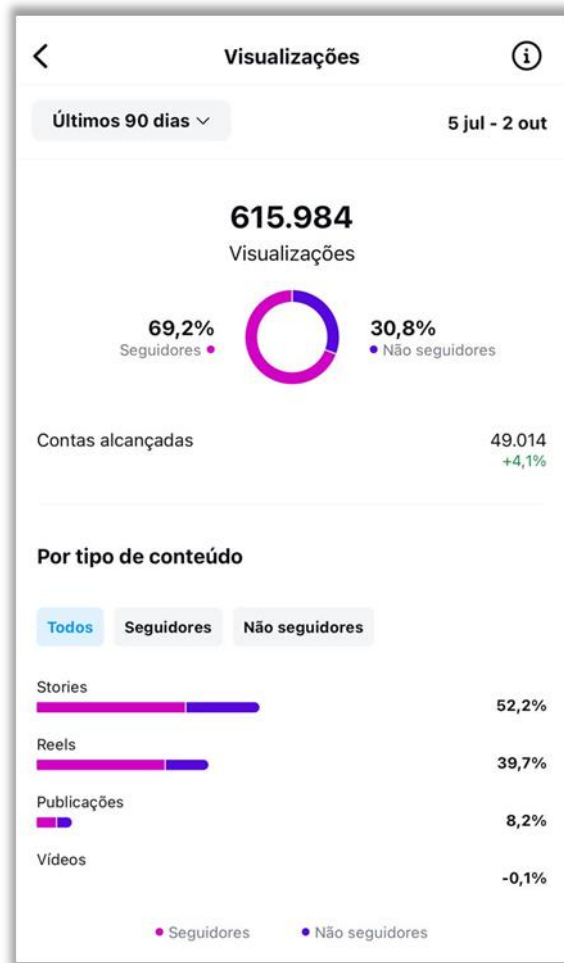 Visualizações
Últimos 90 dias
5 jul - 2 out
615.984
Visualizações
69,2%
Seguidores
30,8%
Não seguidores
Contas alcançadas
49.014
+4,1%
Por tipo de conteúdo
Todos Seguidores Não seguidores
Stories
52,2%
Reels
39,7%
Publicações
8,2%
Vídeos
-0,1%
Seguidores Não seguidores